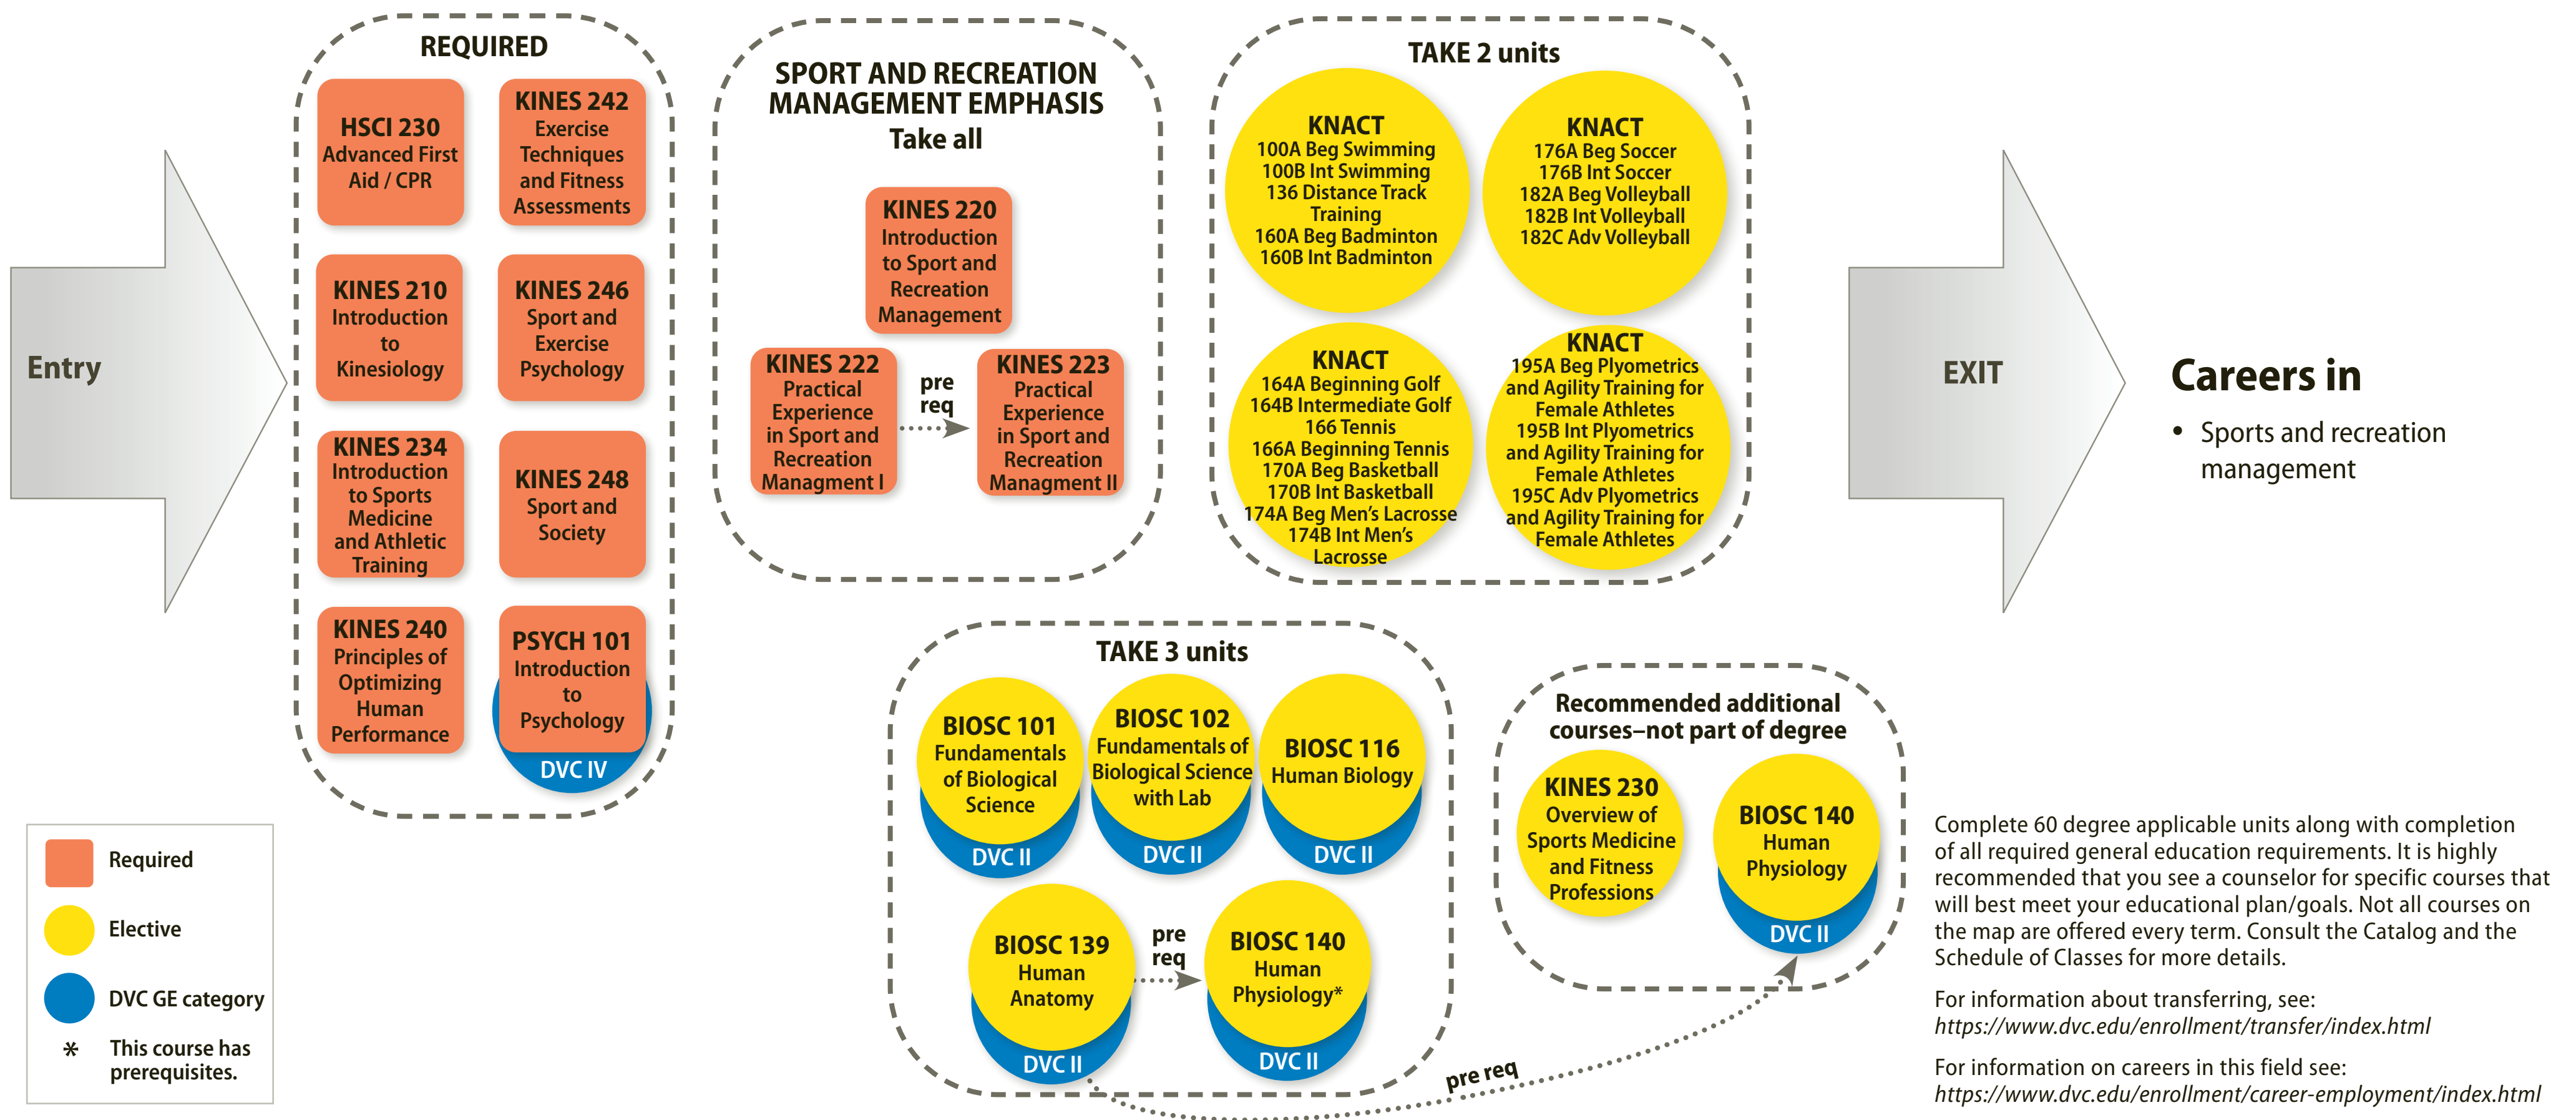 Entry
REQUIRED
HSCI 230
Advanced First
Aid / CPR
KINES 242
Exercise
Techniques
and Fitness
Assessments
KINES 210
Introduction
to
Kinesiology
KINES 246
Sport and
Exercise
Psychology
KINES 234
Introduction
to Sports
Medicine
and Athletic
Training
KINES 248
Sport and
Society
KINES 240
Principles of
Optimizing
Human
Performance
PSYCH 101
Introduction
to
Psychology
DVC IV
SPORT AND RECREATION
MANAGEMENT EMPHASIS
Take all
KINES 220
Introduction
to Sport and
Recreation
Management
KINES 222
Practical
Experience
in Sport and
Recreation
Managment I
pre
req
KINES 223
Practical
Experience
in Sport and
Recreation
Managment II
TAKE 2 units
KNACT
100A Beg Swimming
100B Int Swimming
136 Distance Track
Training
160A Beg Badminton
160B Int Badminton
KNACT
176A Beg Soccer
176B Int Soccer
182A Beg Volleyball
182B Int Volleyball
182C Adv Volleyball
KNACT
164A Beginning Golf
164B Intermediate Golf
166 Tennis
166A Beginning Tennis
170A Beg Basketball
170B Int Basketball
174A Beg Men’s Lacrosse
174B Int Men’s
Lacrosse
KNACT
195A Beg Plyometrics
and Agility Training for
Female Athletes
195B Int Plyometrics
and Agility Training for
Female Athletes
195C Adv Plyometrics
and Agility Training for
Female Athletes
TAKE 3 units
BIOSC 101
Fundamentals
of Biological
Science
DVC II
BIOSC 102
Fundamentals of
Biological Science
with Lab
DVC II
BIOSC 116
Human Biology
DVC II
BIOSC 139
Human
Anatomy
DVC II
pre
req
BIOSC 140
Human
Physiology*
DVC II
pre req
Recommended additional
courses–not part of degree
KINES 230
Overview of
Sports Medicine
and Fitness
Professions
BIOSC 140
Human
Physiology
DVC II
EXIT
Careers in
• Sports and recreation
management
Required
Elective
DVC GE category
* This course has
prerequisites.
Complete 60 degree applicable units along with completion
of all required general education requirements. It is highly
recommended that you see a counselor for specific courses that
will best meet your educational plan/goals. Not all courses on
the map are offered every term. Consult the Catalog and the
Schedule of Classes for more details.
For information about transferring, see:
https://www.dvc.edu/enrollment/transfer/index.html
For information on careers in this field see:
https://www.dvc.edu/enrollment/career-employment/index.html